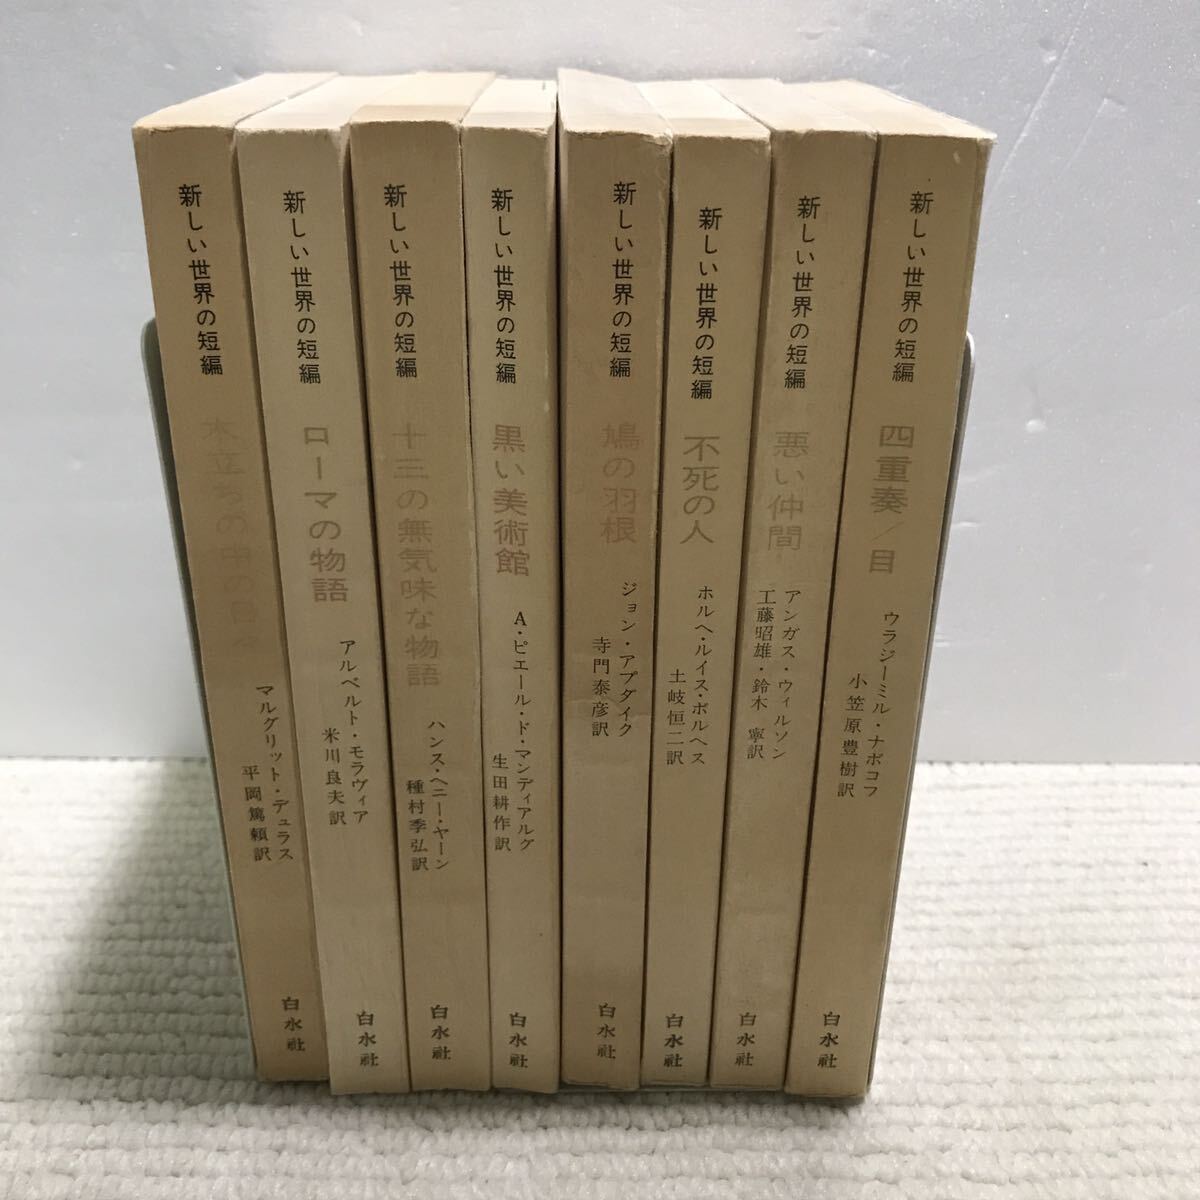 新しい世界の短編
木立ちの中の日々
マルグリット・デュラス
平岡篤頼訳
白水社
新しい世界の短編
ローマの物語
アルベルト・モラヴィア
米川良夫訳
白水社
新しい世界の短編
十三の無気味な物語
ハンス・ヘニー・ヤーン
種村季弘訳
白水社
新しい世界の短編
黒い美術館
A・ピエール・ド・マンディアルグ
生田耕作訳
白水社
新しい世界の短編
鳩の羽根
ジョン・アプダイク
寺門泰彦訳
白水社
新しい世界の短編
不死の人
ホルヘ・ルイス・ボルヘス
土岐恒二訳
白水社
新しい世界の短編
悪い仲間
アンガス・ウィルソン
工藤昭雄・鈴木 寧訳
白水社
新しい世界の短編
四重奏/目
ウラジーミル・ナボコフ
小笠原豊樹訳
白水社